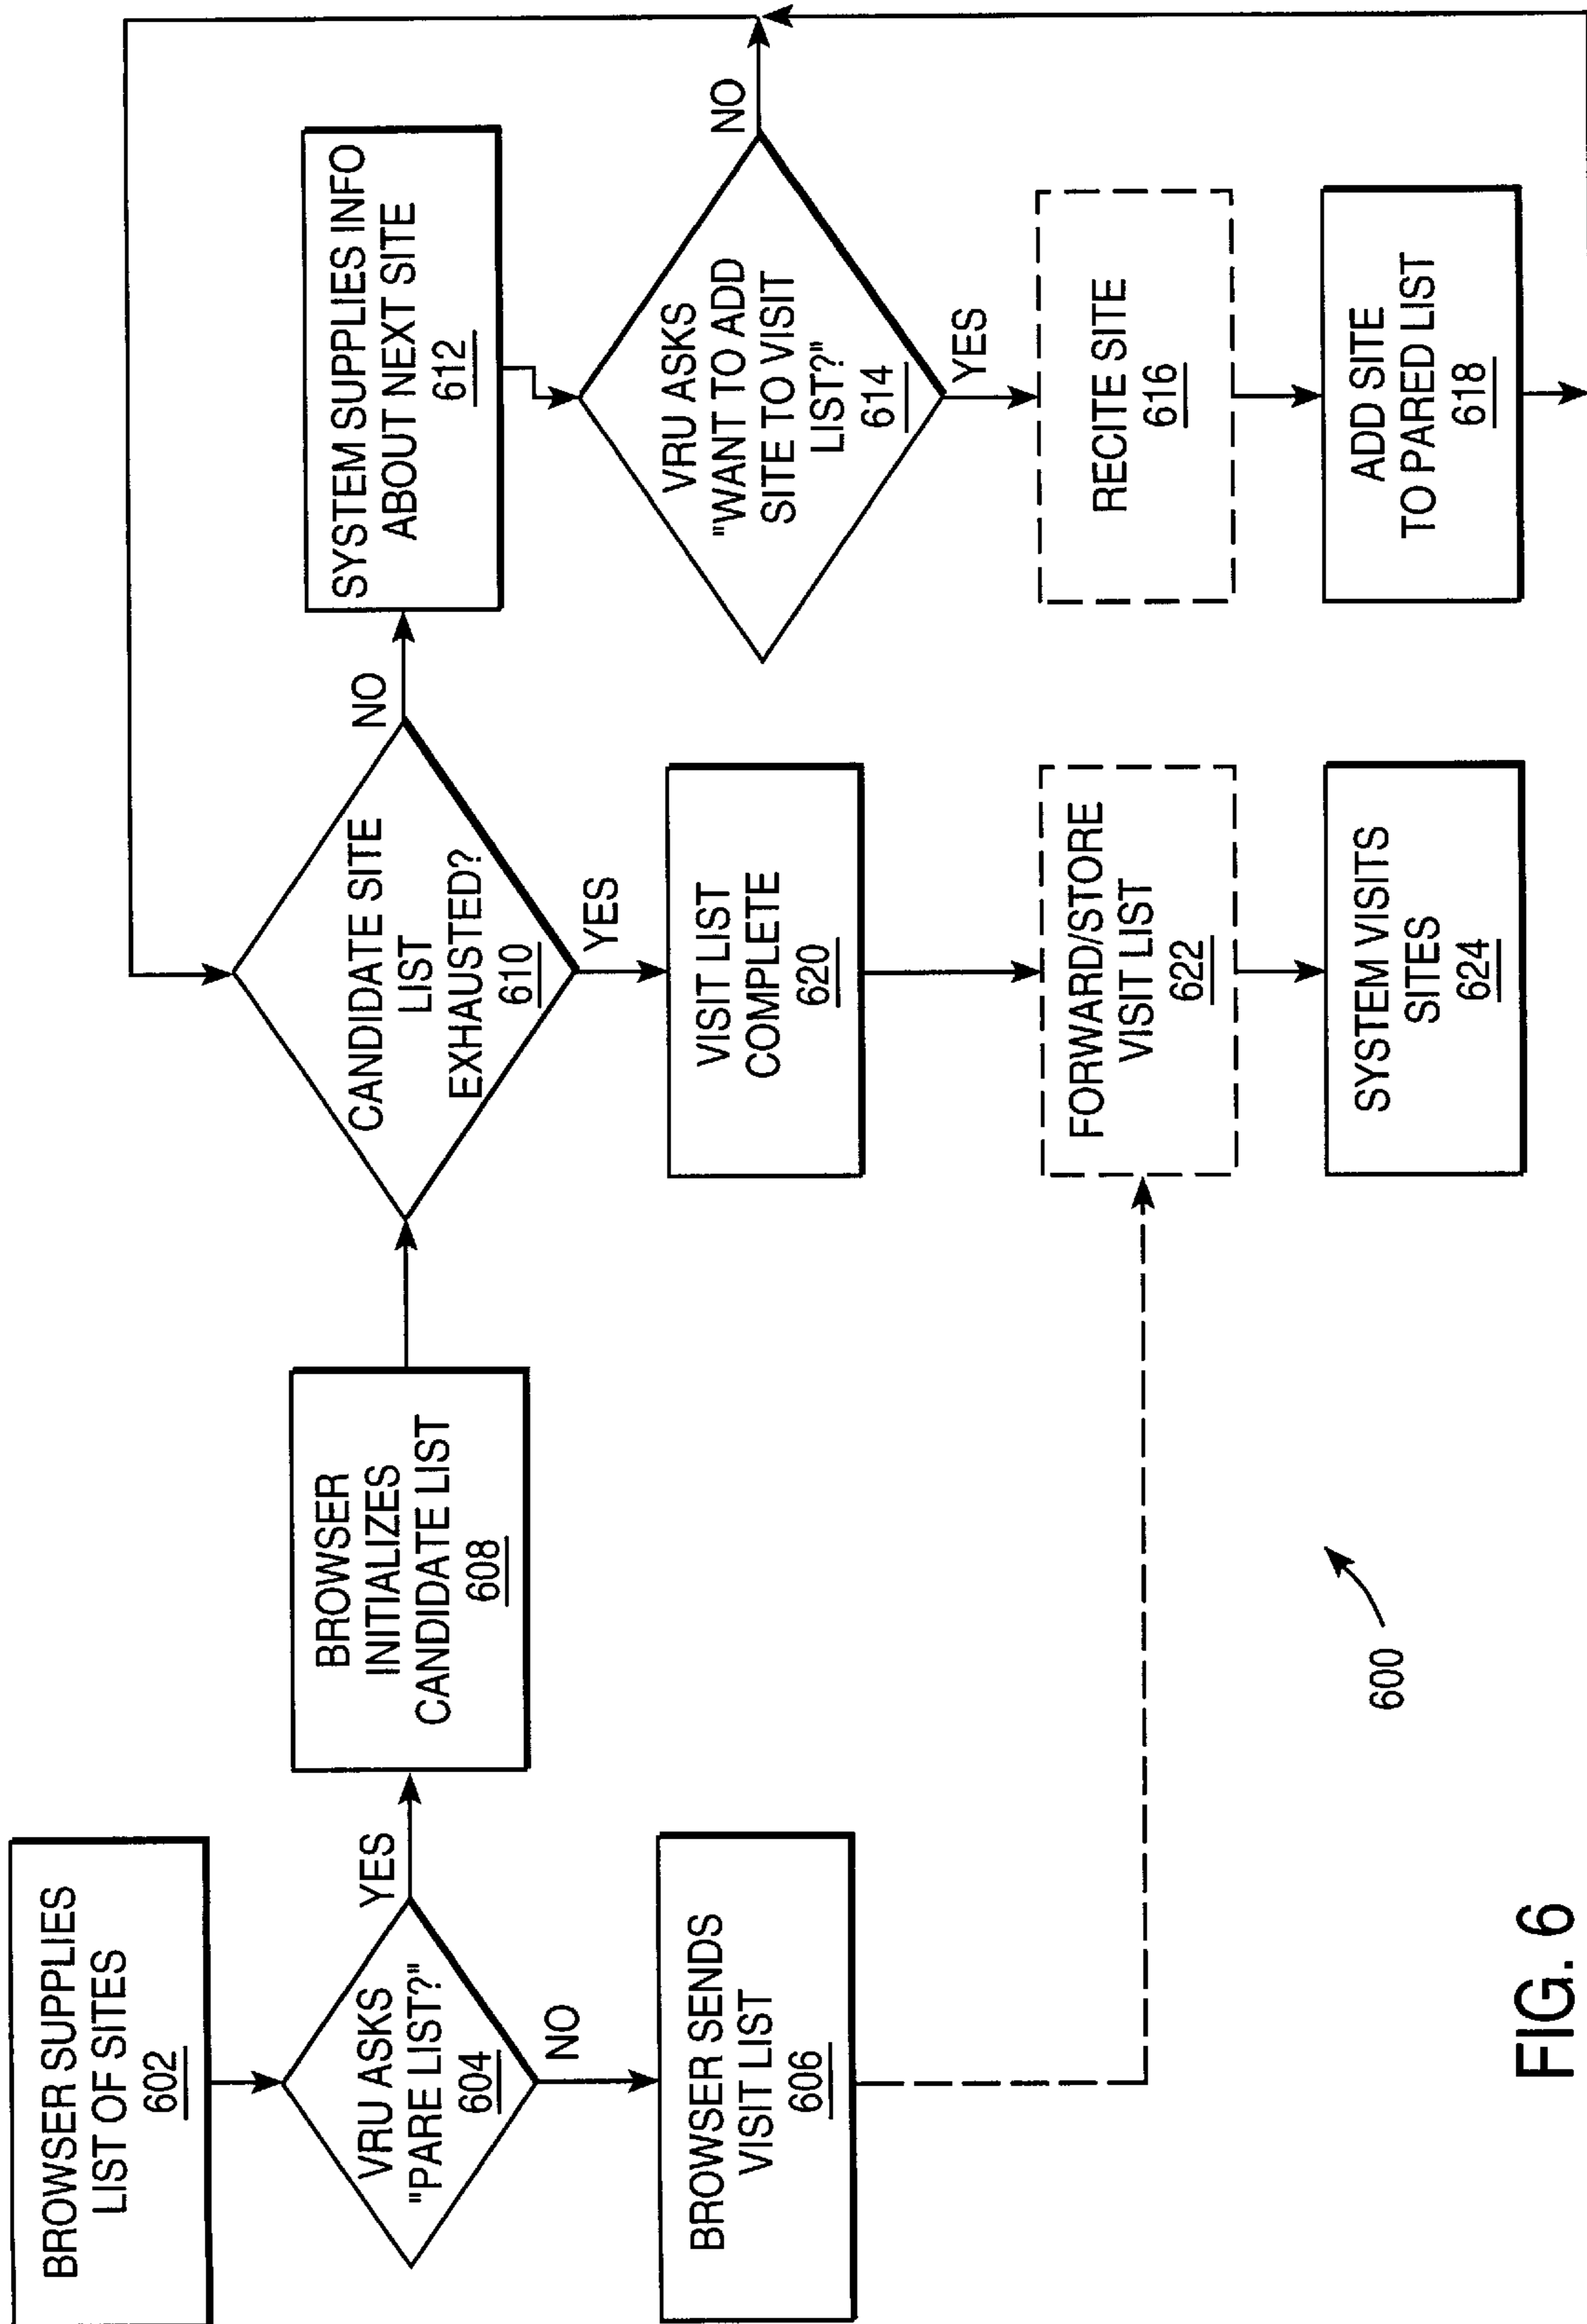 BROWSER SUPPLIES
LIST OF SITES
602
VRU ASKS
"PARE LIST?"
604
YES
NO
BROWSER SENDS
VISIT LIST
606
BROWSER
INITIALIZES
CANDIDATE LIST
608
CANDIDATE SITE
LIST
EXHAUSTED?
610
NO
YES
VISIT LIST
COMPLETE
620
FORWARD/STORE
VISIT LIST
622
SYSTEM VISITS
SITES
624
SYSTEM SUPPLIES INFO
ABOUT NEXT SITE
612
VRU ASKS
"WANT TO ADD
SITE TO VISIT
LIST?"
614
NO
YES
RECITE SITE
616
ADD SITE
TO PARED LIST
618
600
FIG. 6